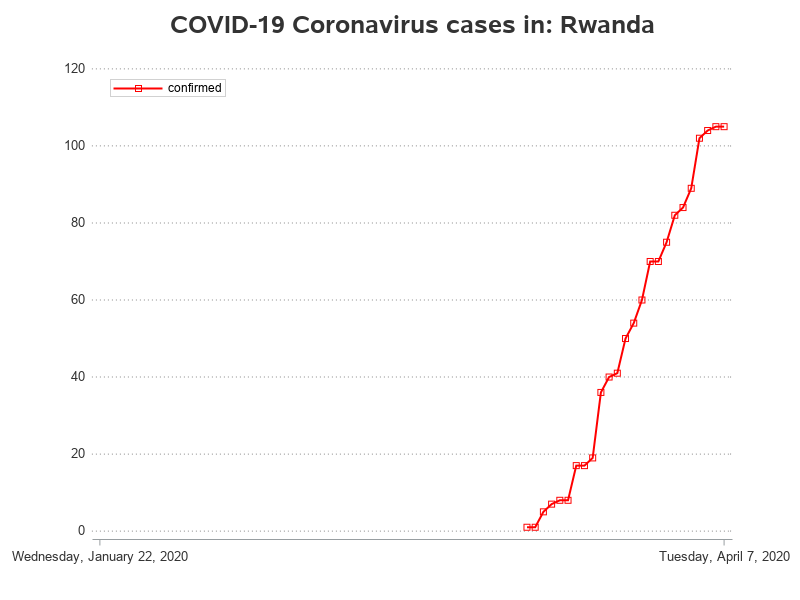 COVID-19 Coronavirus cases in: Rwanda
120
confirmed
100
80
60
40
20
0
Wednesday, January 22, 2020
Tuesday, April 7, 2020